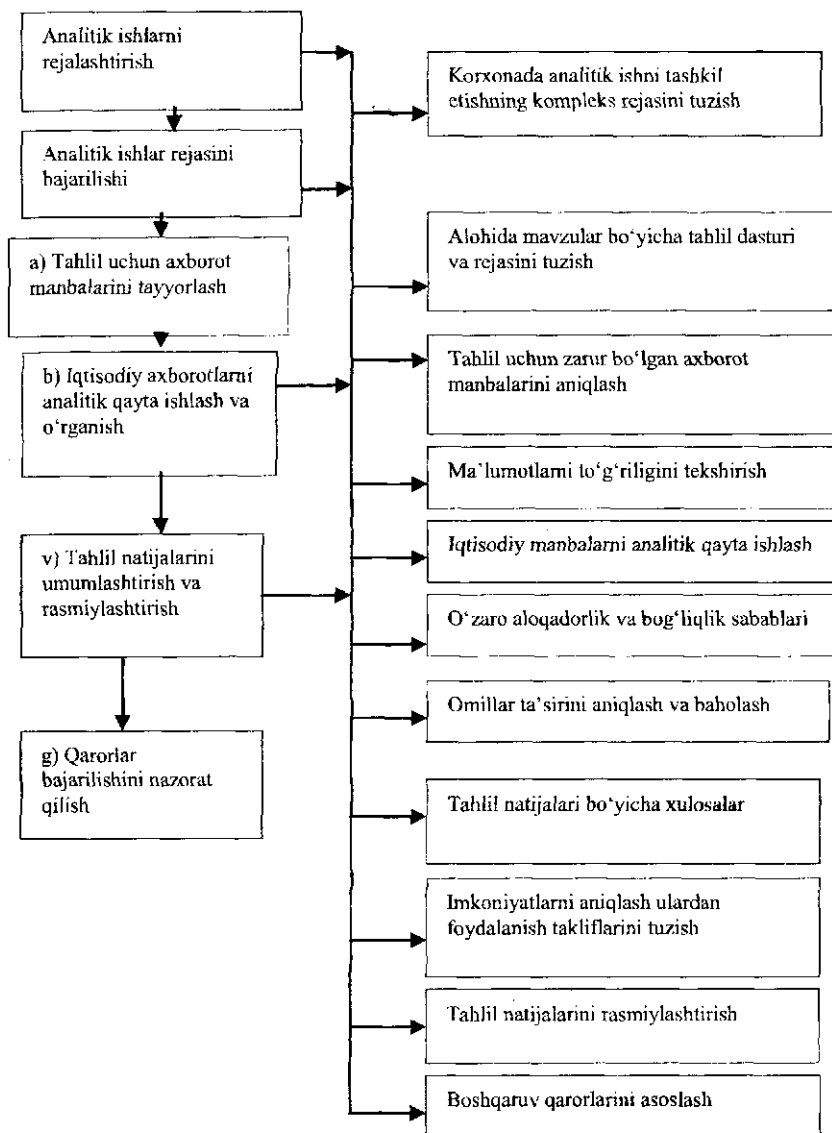 Analitik ishlarni
rejalashtirish
Analitik ishlar rejasini
bajarilishi
a) Tahlil uchun axborot
manbalarini tayyorlash
b) Iqtisodiy axborotlarni
analitik qayta ishlash va
o‘rganish
v) Tahlil natijalarini
umumlashtirish va
rasmiylashtirish
g) Qarorlar
bajarilishini nazorat
qilish
Korxonada analitik ishni tashkil
etishning kompleks rejasini tuzish
Alohida mavzular bo‘yicha tahlil dasturi
va rejasini tuzish
Tahlil uchun zarur bo‘lgan axborot
manbalarini aniqlash
Ma’lumotlarni to‘g‘riligini tekshirish
Iqtisodiy manbalarni analitik qayta ishlash
O‘zaro aloqadorlik va bog‘liqlik sabablari
Omillar ta’sirini aniqlash va baholash
Tahlil natijalari bo‘yicha xulosalar
Imkoniyatlarni aniqlash ulardan
foydalanish takliflarini tuzish
Tahlil natijalarini rasmiylashtirish
Boshqaruv qarorlarini asoslash